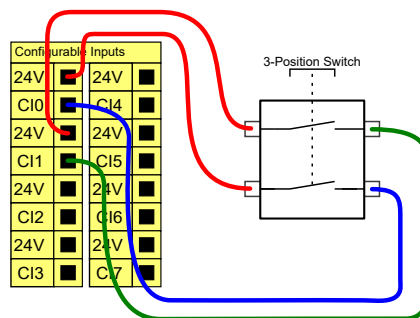 Configurable Inputs
3-Position Switch
24V 24V
CI0 CI4
24V 24V
CI1 CI5
24V 24V
CI2 CI6
24V 24V
CI3 CI7